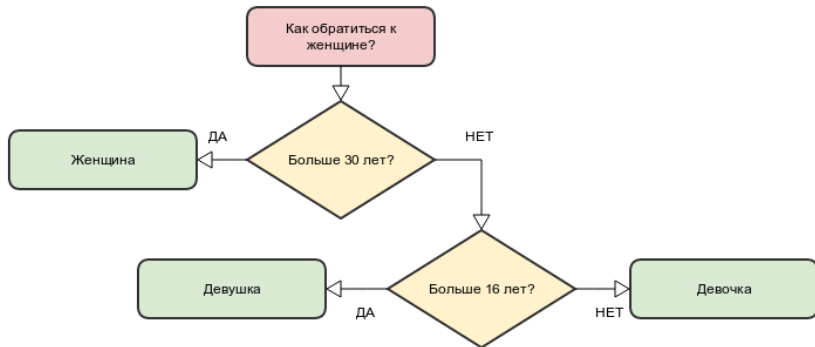 Как обратиться к
женщине?
ДА
НЕТ
Женщина
Больше 30 лет?
Девушка
Больше 16 лет?
Девочка
ДА
НЕТ